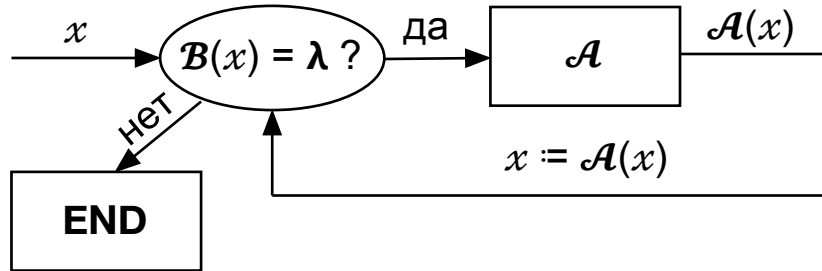 x
𝓑(x) = λ ?
да
𝓐
𝓐(x)
нет
x ≔ 𝓐(x)
END